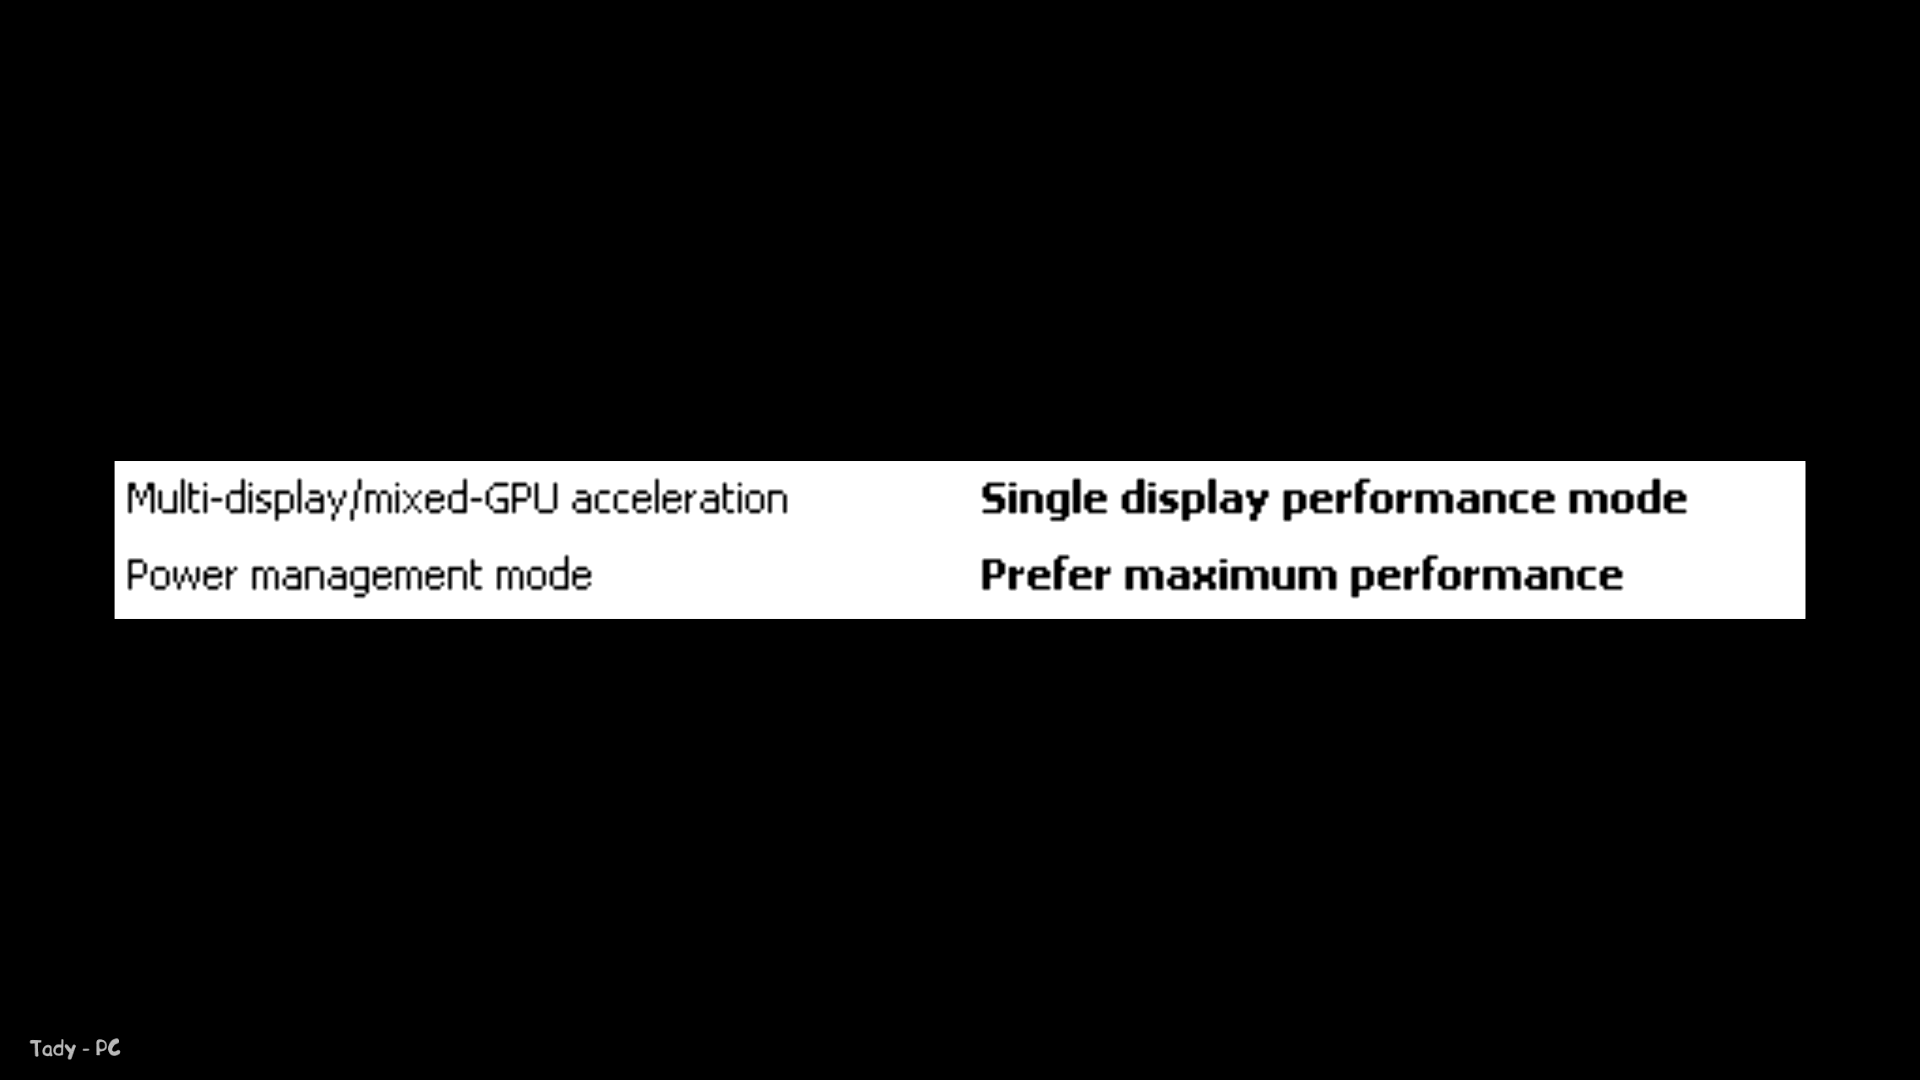 Multi-display/mixed-GPU acceleration Single display performance mode
Power management mode Prefer maximum performance
Tady - PC